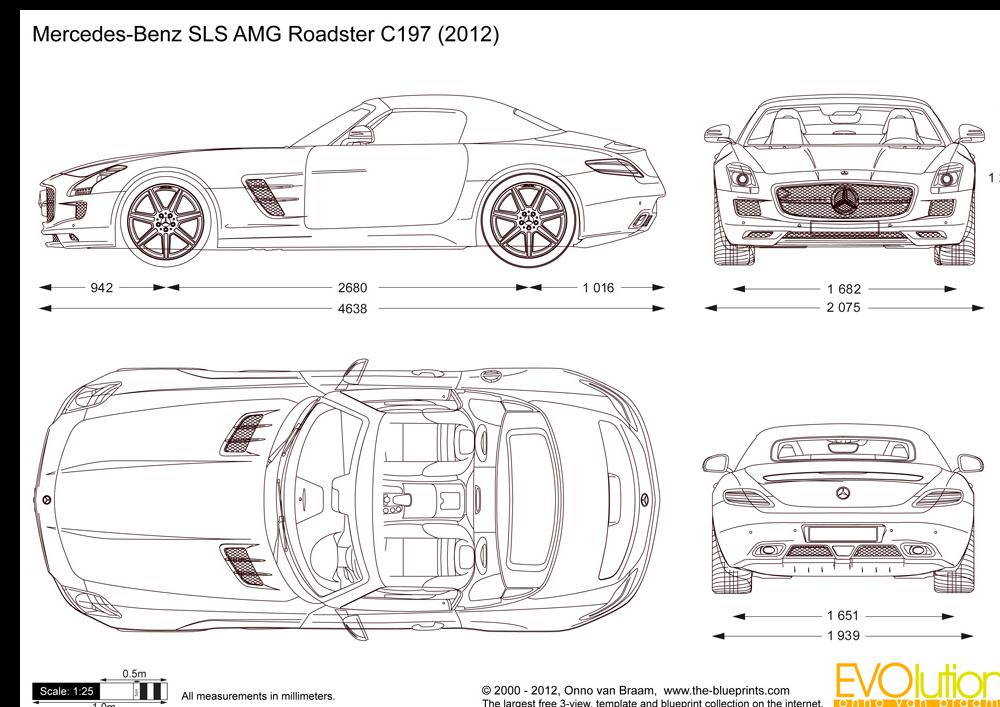 Mercedes-Benz SLS AMG Roadster C197 (2012)
942 2680 1 016
4638
1 682
2 075
1 651
1 939
0.5m
Scale: 1:25
1.0m
All measurements in millimeters.
© 2000 - 2012, Onno van Braam, www.the-blueprints.com
The largest free 3-view, template and blueprint collection on the internet.
EVOlution
onno van braam